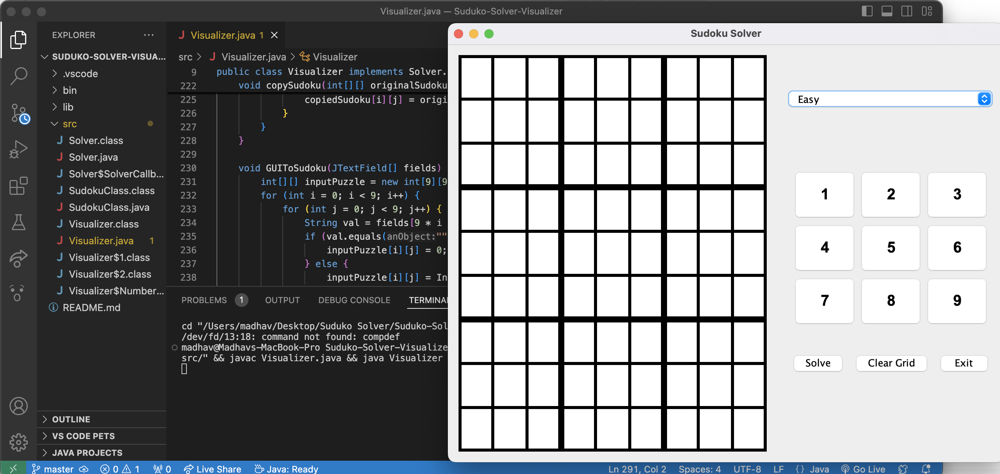 Visualizer.java — Suduko-Solver-Visualizer
EXPLORER
SUDUKO-SOLVER-VISUA...
.vscode
bin
lib
src
Solver.class
Solver.java
Solver$SolverCallb...
SudokuClass.class
SudokuClass.java
Visualizer.class
Visualizer.java 1
Visualizer$1.class
Visualizer$2.class
Visualizer$Number...
README.md
OUTLINE
VS CODE PETS
JAVA PROJECTS
Visualizer.java 1
src > Visualizer.java > Visualizer
9 public class Visualizer implements Solver.
222 void copySudoku(int[][] originalSudoku
225 copiedSudoku[i][j] = origi
226 }
227 }
228 }
229
230 void GUIToSudoku(JTextField[] fields)
231 int[][] inputPuzzle = new int[9][9
232 for (int i = 0; i < 9; i++) {
233 for (int j = 0; j < 9; j++) {
234 String val = fields[9 * i
235 if (val.equals(anObject:""
236 inputPuzzle[i][j] = 0;
237 } else {
238 inputPuzzle[i][j] = In
PROBLEMS 1 OUTPUT DEBUG CONSOLE TERMINAL
cd "/Users/madhav/Desktop/Suduko Solver/Suduko-Sol
/dev/fd/13:18: command not found: compdef
madhav@Madhavs-MacBook-Pro Suduko-Solver-Visualize
src/" && javac Visualizer.java && java Visualizer
Sudoku Solver
Easy
1 2 3
4 5 6
7 8 9
Solve Clear Grid Exit
master 0 1 0 Live Share Java: Ready Ln 291, Col 2 Spaces: 4 UTF-8 LF {} Java Go Live